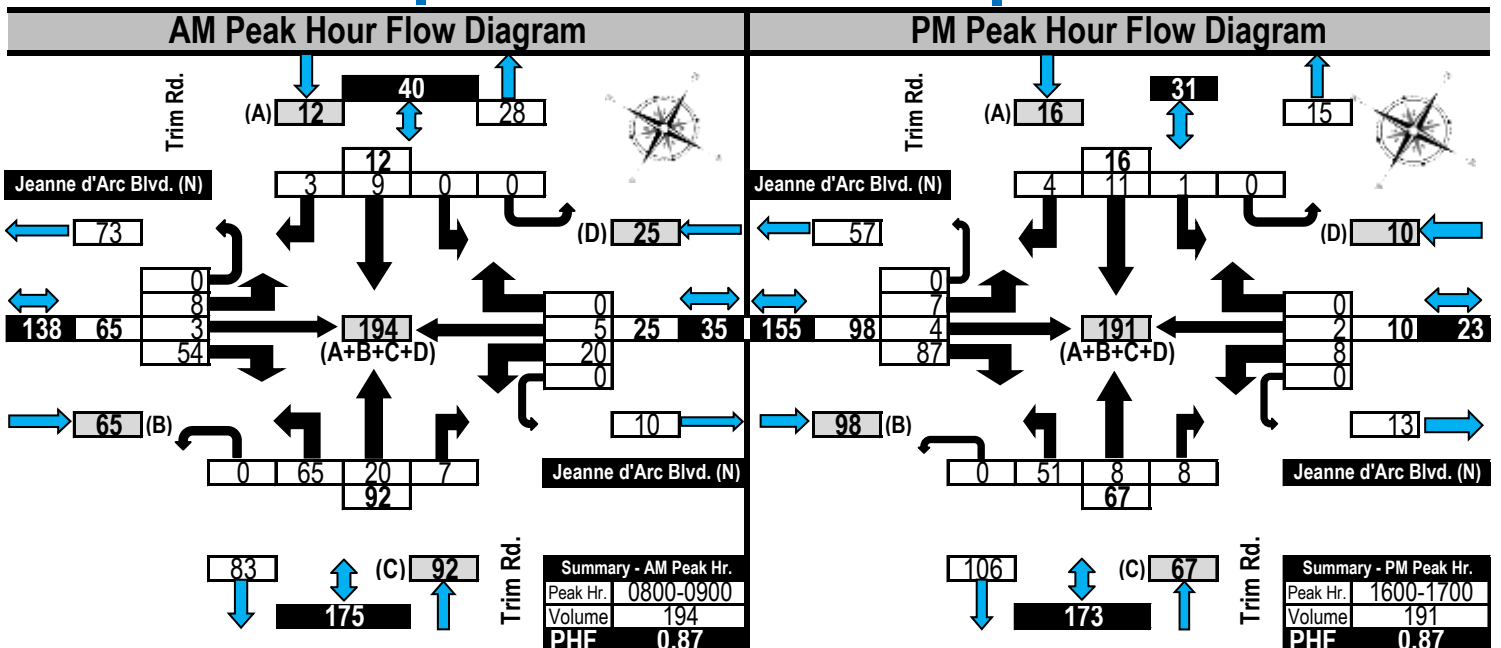 AM Peak Hour Flow Diagram
Trim Rd.
40
(A) 12
28
12
3 9 0 0
Jeanne d'Arc Blvd. (N)
73
(D) 25
0
8
138 65 3
54
194
(A+B+C+D)
0
5 25 35
20
0
65 (B)
10
0 65 20 7
92
Jeanne d'Arc Blvd. (N)
83
(C) 92
175
Trim Rd.
Summary - AM Peak Hr.
Peak Hr. 0800-0900
Volume 194
PHF 0.87
PM Peak Hour Flow Diagram
Trim Rd.
31
(A) 16
15
16
4 11 1 0
Jeanne d'Arc Blvd. (N)
57
(D) 10
0
7
155 98 4
87
191
(A+B+C+D)
0
2 10 23
8
0
98 (B)
13
0 51 8 8
67
Jeanne d'Arc Blvd. (N)
106
(C) 67
173
Trim Rd.
Summary - PM Peak Hr.
Peak Hr. 1600-1700
Volume 191
PHF 0.87